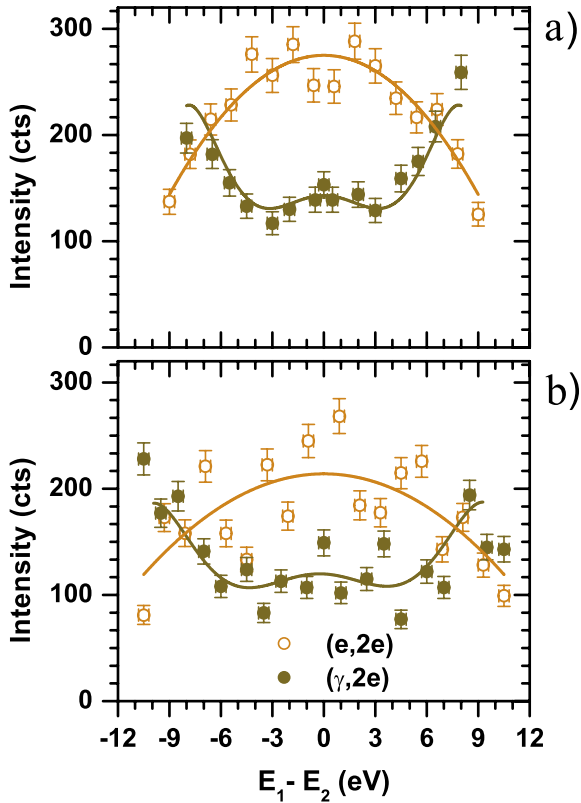 300
a)
200
100
0
Intensity (cts)
300
b)
200
100
0
Intensity (cts)
(e,2e)
(γ,2e)
-12 -9 -6 -3 0 3 6 9 12
E₁- E₂ (eV)